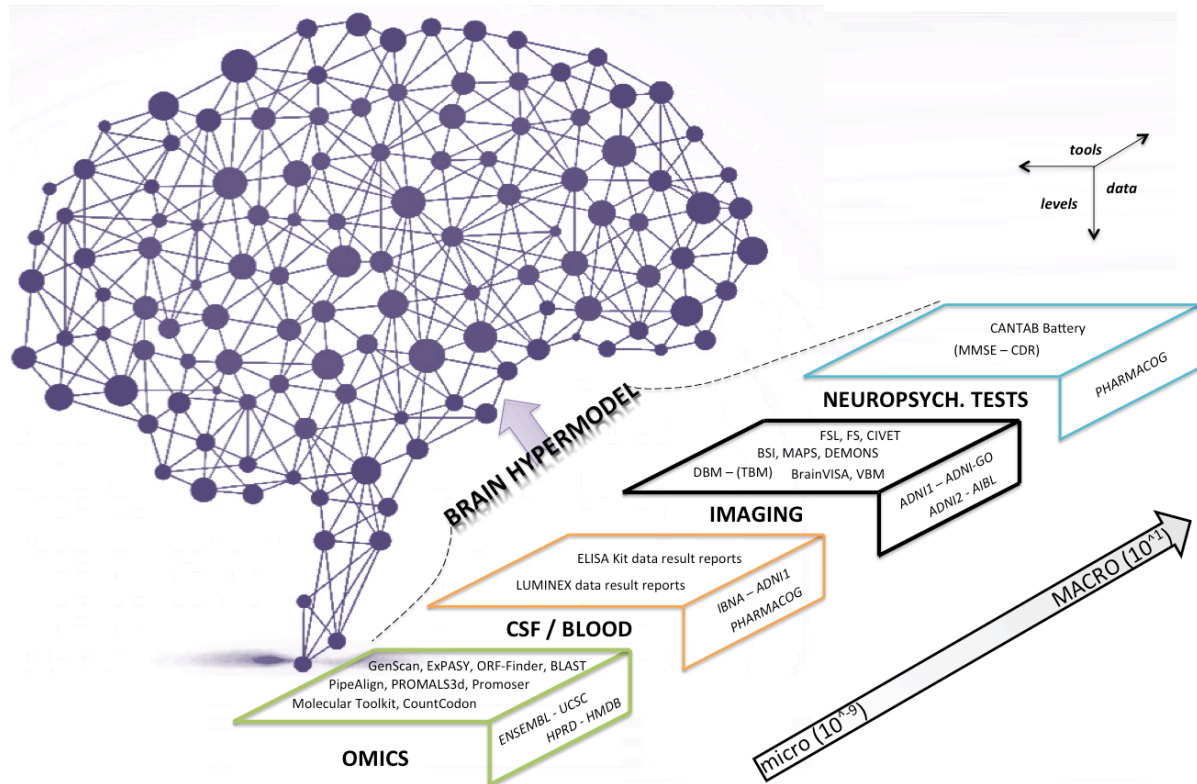 tools
data
levels
CANTAB Battery
(MMSE – CDR)
PHARMACOG
NEUROPSYCH. TESTS
BRAIN HYPERMODEL
FSL, FS, CIVET
BSI, MAPS, DEMONS
DBM – (TBM) BrainVISA, VBM
ADNI1 – ADNI-GO
ADNI2 - AIBL
IMAGING
ELISA Kit data result reports
LUMINEX data result reports
IBNA – ADNI1
PHARMACOG
CSF / BLOOD
GenScan, ExPASY, ORF-Finder, BLAST
PipeAlign, PROMALS3d, Promoser
Molecular Toolkit, CountCodon
ENSEMBL - UCSC
HPRD - HMDB
OMICS
micro (10^-9)
MACRO (10^1)